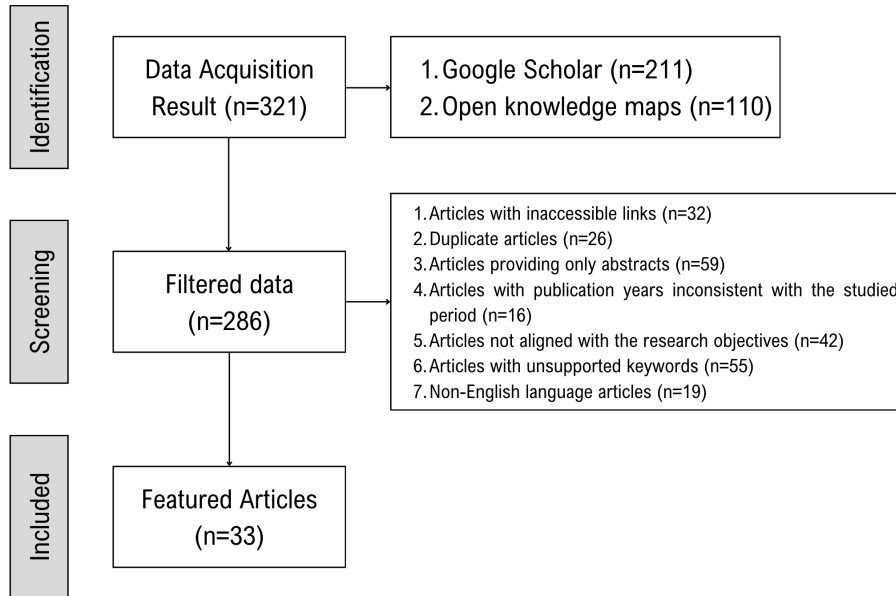 Identification
Data Acquisition
Result (n=321)
1. Google Scholar (n=211)
2. Open knowledge maps (n=110)
Screening
Filtered data
(n=286)
1. Articles with inaccessible links (n=32)
2. Duplicate articles (n=26)
3. Articles providing only abstracts (n=59)
4. Articles with publication years inconsistent with the studied
period (n=16)
5. Articles not aligned with the research objectives (n=42)
6. Articles with unsupported keywords (n=55)
7. Non-English language articles (n=19)
Included
Featured Articles
(n=33)